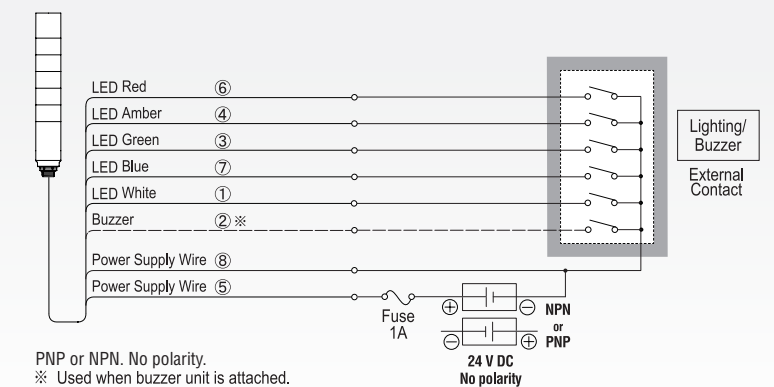 LED Red ⑥
LED Amber ④
LED Green ③
LED Blue ⑦
LED White ①
Buzzer ②※
Power Supply Wire ⑧
Power Supply Wire ⑤
Lighting/
Buzzer
External
Contact
Fuse
1A
⊕ ⊖ NPN
or
⊖ ⊕ PNP
24 V DC
No polarity
PNP or NPN. No polarity.
※ Used when buzzer unit is attached.